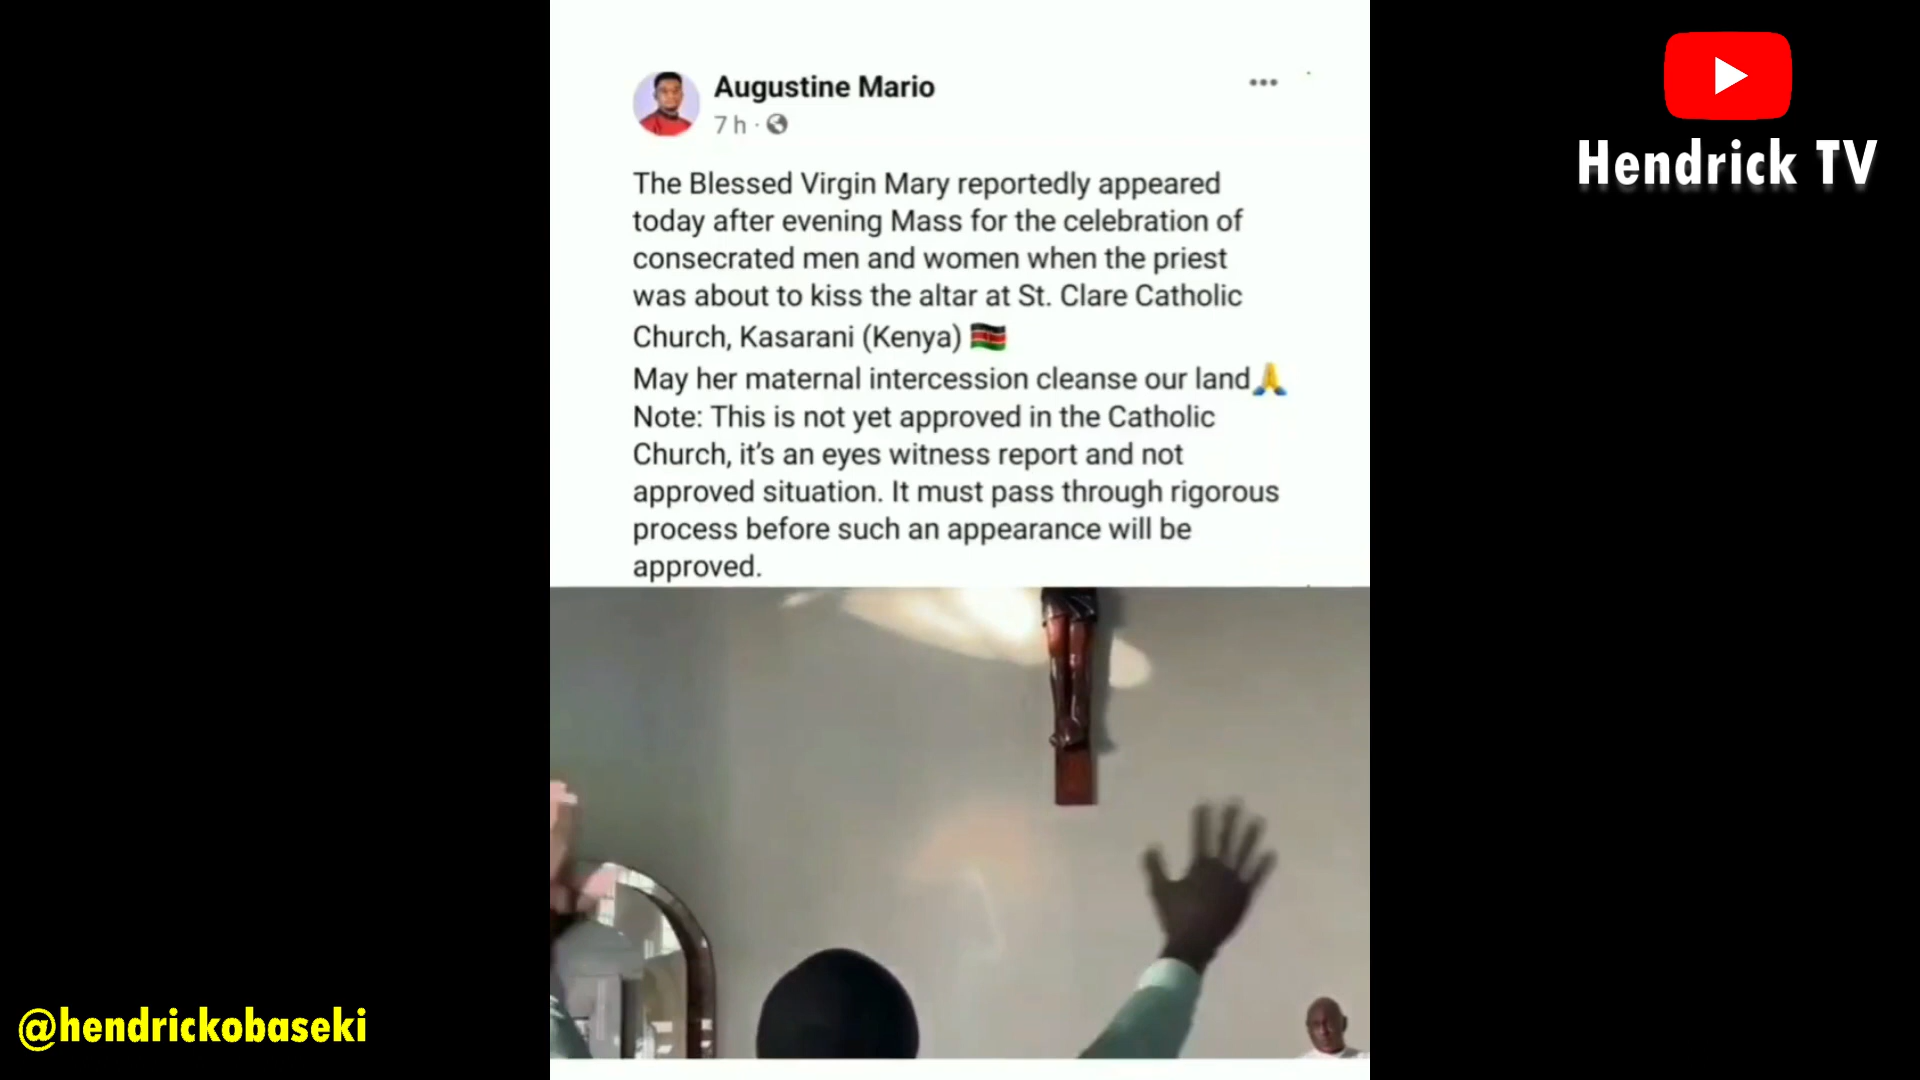 Augustine Mario
7 h ·
The Blessed Virgin Mary reportedly appeared
today after evening Mass for the celebration of
consecrated men and women when the priest
was about to kiss the altar at St. Clare Catholic
Church, Kasarani (Kenya) 🇰🇪
May her maternal intercession cleanse our land🙏
Note: This is not yet approved in the Catholic
Church, it’s an eyes witness report and not
approved situation. It must pass through rigorous
process before such an appearance will be
approved.
Hendrick TV
@hendrickobaseki